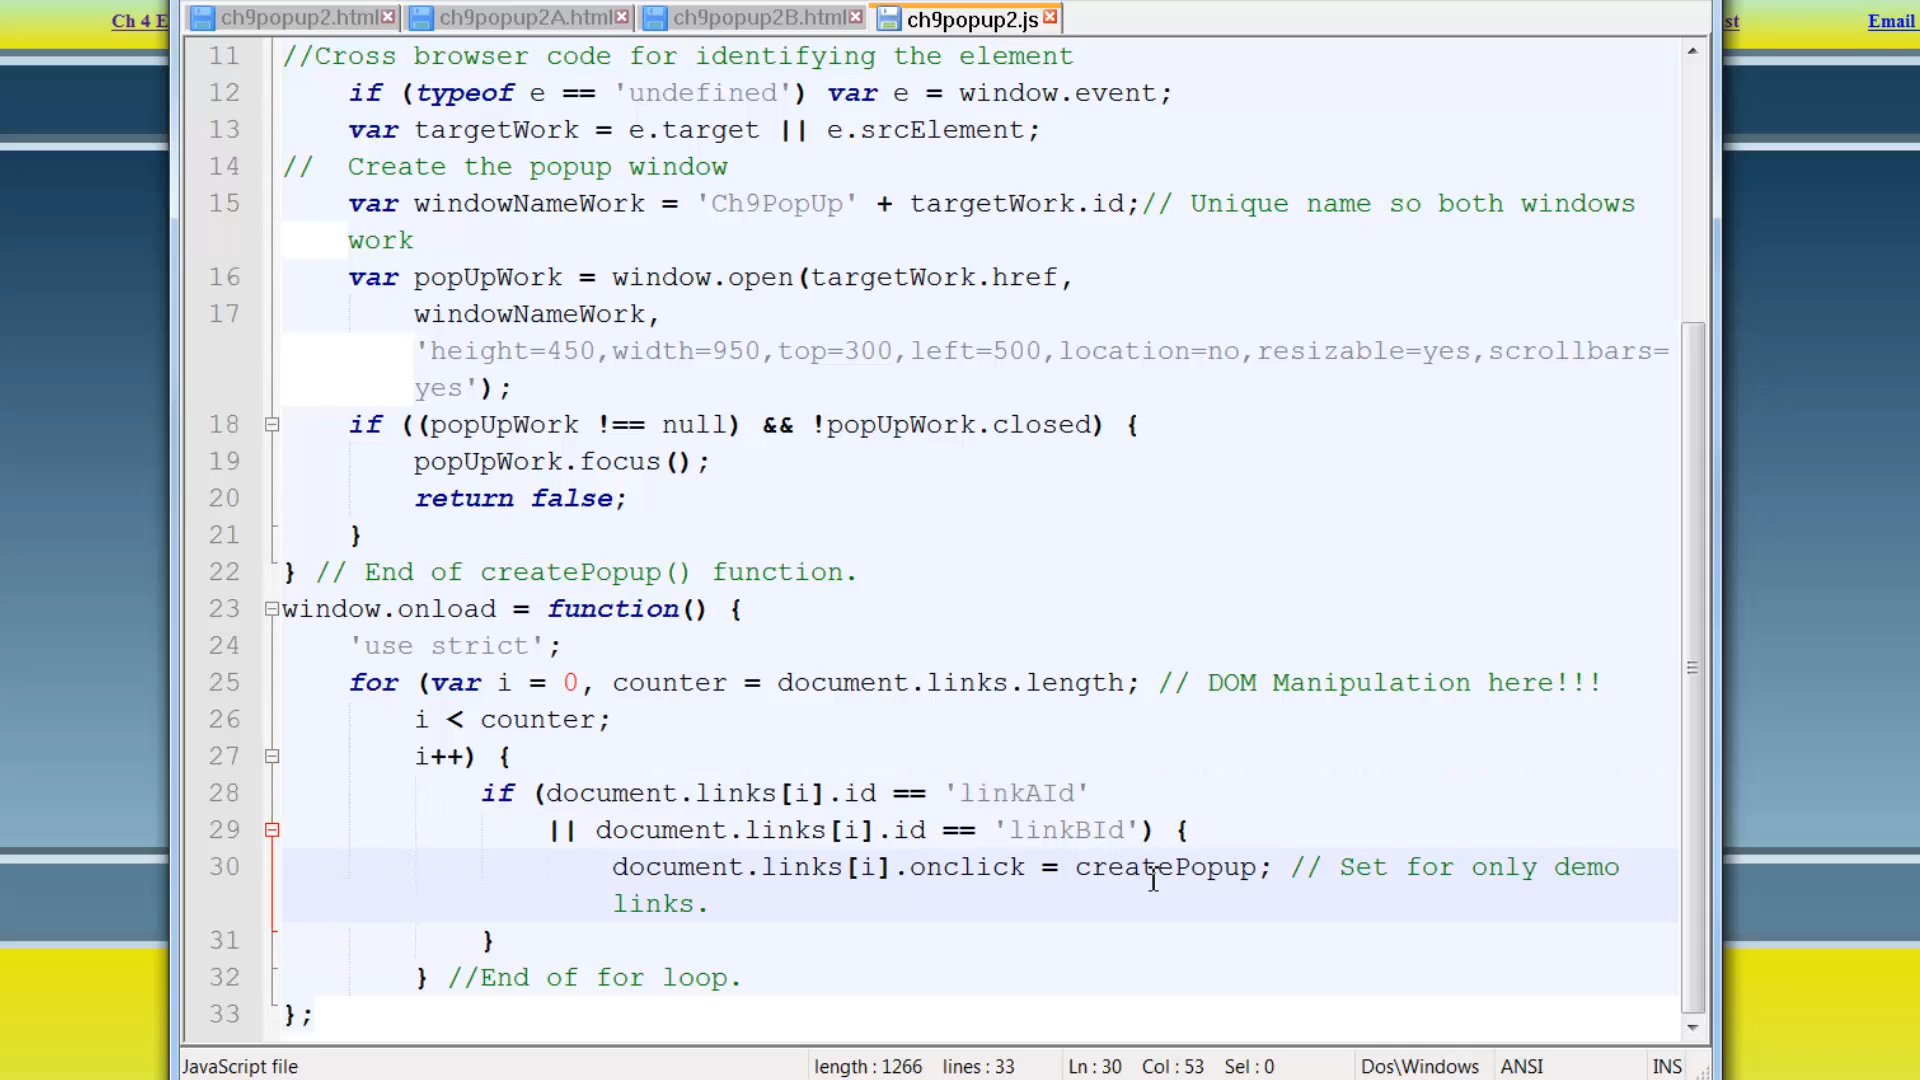 Ch 4 E
ch9popup2.html
ch9popup2A.html
ch9popup2B.html
ch9popup2.js
st
Email
11 //Cross browser code for identifying the element
12 if (typeof e == 'undefined') var e = window.event;
13 var targetWork = e.target || e.srcElement;
14 // Create the popup window
15 var windowNameWork = 'Ch9PopUp' + targetWork.id;// Unique name so both windows
work
16 var popUpWork = window.open(targetWork.href,
17 windowNameWork,
'height=450,width=950,top=300,left=500,location=no,resizable=yes,scrollbars=
yes');
18 if ((popUpWork !== null) && !popUpWork.closed) {
19 popUpWork.focus();
20 return false;
21 }
22 } // End of createPopup() function.
23 window.onload = function() {
24 'use strict';
25 for (var i = 0, counter = document.links.length; // DOM Manipulation here!!!
26 i < counter;
27 i++) {
28 if (document.links[i].id == 'linkAId'
29 || document.links[i].id == 'linkBId') {
30 document.links[i].onclick = createPopup; // Set for only demo
links.
31 }
32 } //End of for loop.
33 };
JavaScript file
length : 1266 lines : 33
Ln : 30 Col : 53 Sel : 0
Dos\Windows
ANSI
INS